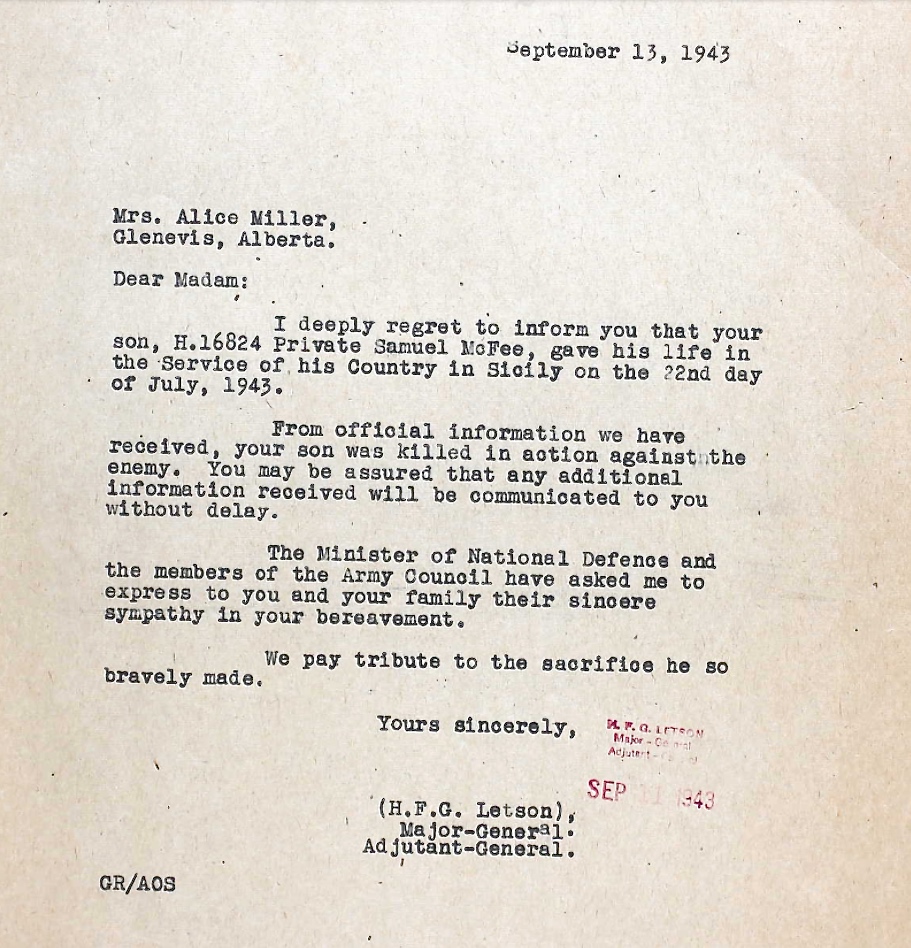 September 13, 1943
Mrs. Alice Miller,
Glenevis, Alberta.
Dear Madam:
I deeply regret to inform you that your
son, H.16824 Private Samuel McFee, gave his life in
the Service of his Country in Sicily on the 22nd day
of July, 1943.
From official information we have
received, your son was killed in action against the
enemy. You may be assured that any additional
information received will be communicated to you
without delay.
The Minister of National Defence and
the members of the Army Council have asked me to
express to you and your family their sincere
sympathy in your bereavement.
We pay tribute to the sacrifice he so
bravely made.
Yours sincerely,
H. F. G. LETSON
Major-General
Adjutant-General
SEP 1943
(H.F.G. Letson),
Major-General.
Adjutant-General.
GR/AOS